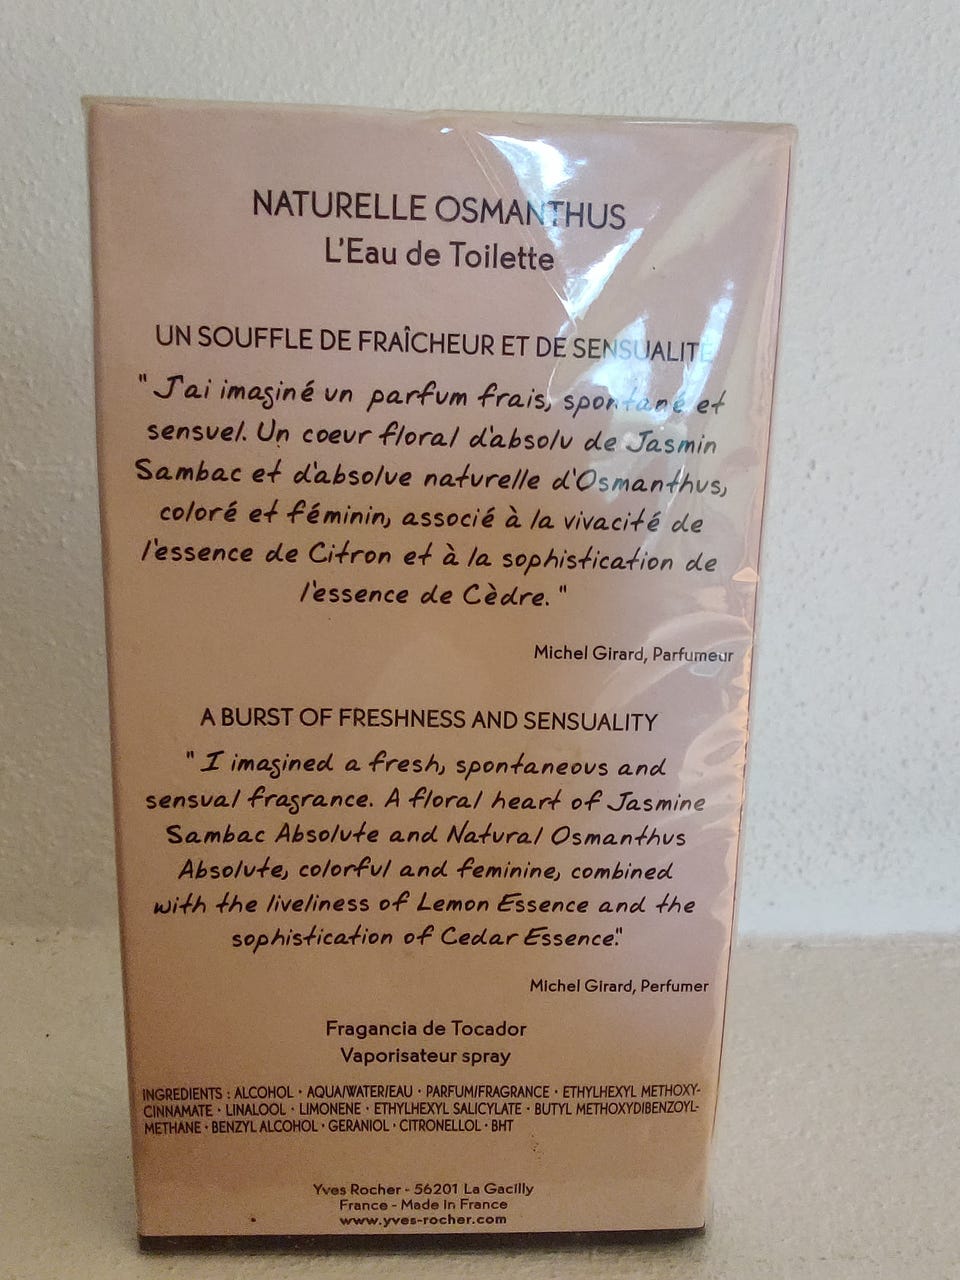 NATURELLE OSMANTHUS
L'Eau de Toilette
UN SOUFFLE DE FRAÎCHEUR ET DE SENSUALITÉ
" J'ai imaginé un parfum frais, spontané et
sensuel. Un coeur floral d'absolu de Jasmin
Sambac et d'absolue naturelle d'Osmanthus,
coloré et féminin, associé à la vivacité de
l'essence de Citron et à la sophistication de
l'essence de Cèdre. "
Michel Girard, Parfumeur
A BURST OF FRESHNESS AND SENSUALITY
" I imagined a fresh, spontaneous and
sensual fragrance. A floral heart of Jasmine
Sambac Absolute and Natural Osmanthus
Absolute, colorful and feminine, combined
with the liveliness of Lemon Essence and the
sophistication of Cedar Essence."
Michel Girard, Perfumer
Fragancia de Tocador
Vaporisateur spray
INGREDIENTS : ALCOHOL • AQUA/WATER/EAU • PARFUM/FRAGRANCE • ETHYLHEXYL METHOXY-
CINNAMATE • LINALOOL • LIMONENE • ETHYLHEXYL SALICYLATE • BUTYL METHOXYDIBENZOYL-
METHANE • BENZYL ALCOHOL • GERANIOL • CITRONELLOL • BHT
Yves Rocher - 56201 La Gacilly
France - Made in France
www.yves-rocher.com